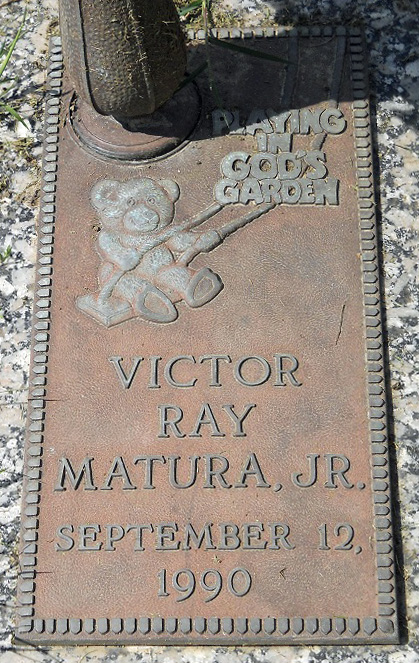 PLAYING
IN
GOD'S
GARDEN
VICTOR
RAY
MATURA, JR.
SEPTEMBER 12,
1990